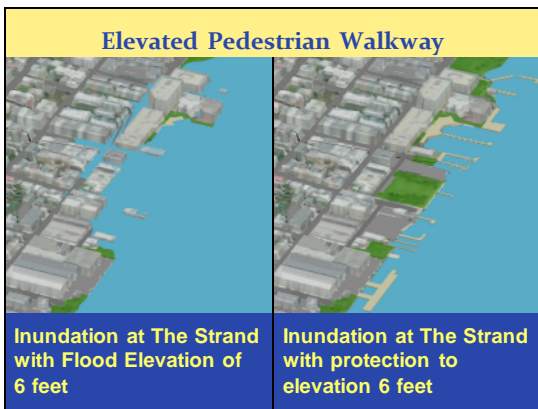 Elevated Pedestrian Walkway
Inundation at The Strand
with Flood Elevation of
6 feet
Inundation at The Strand
with protection to
elevation 6 feet